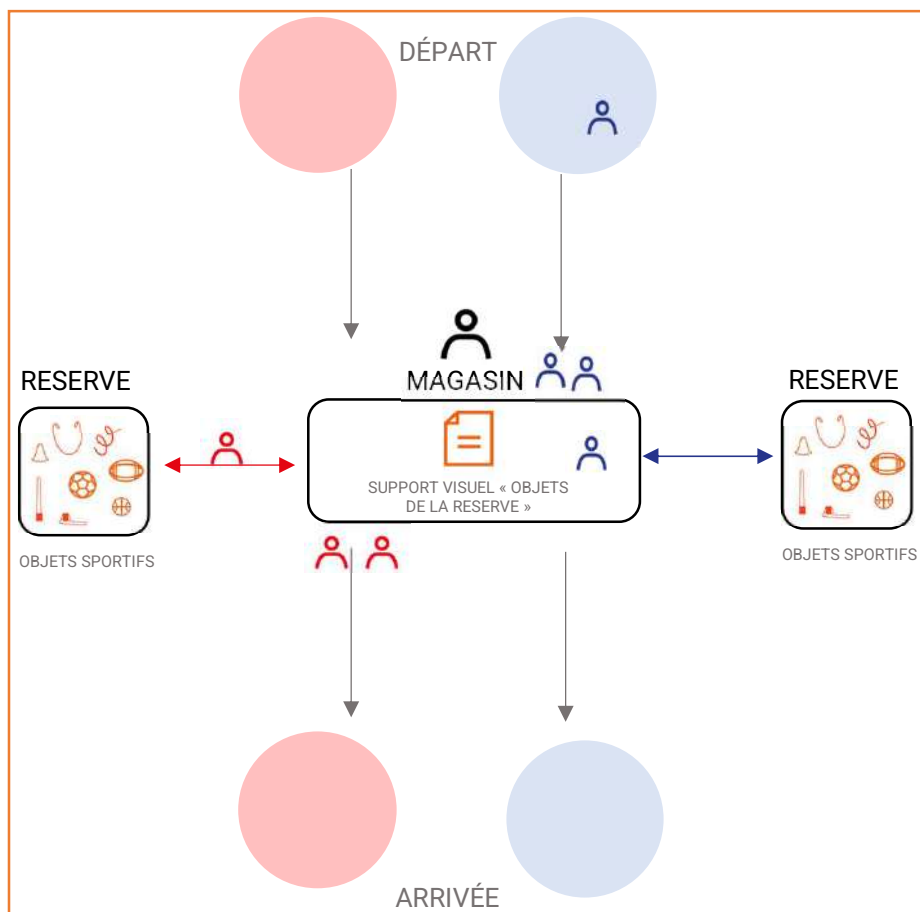 DÉPART
MAGASIN
RESERVE
RESERVE
SUPPORT VISUEL « OBJETS
DE LA RESERVE »
OBJETS SPORTIFS
OBJETS SPORTIFS
ARRIVÉE